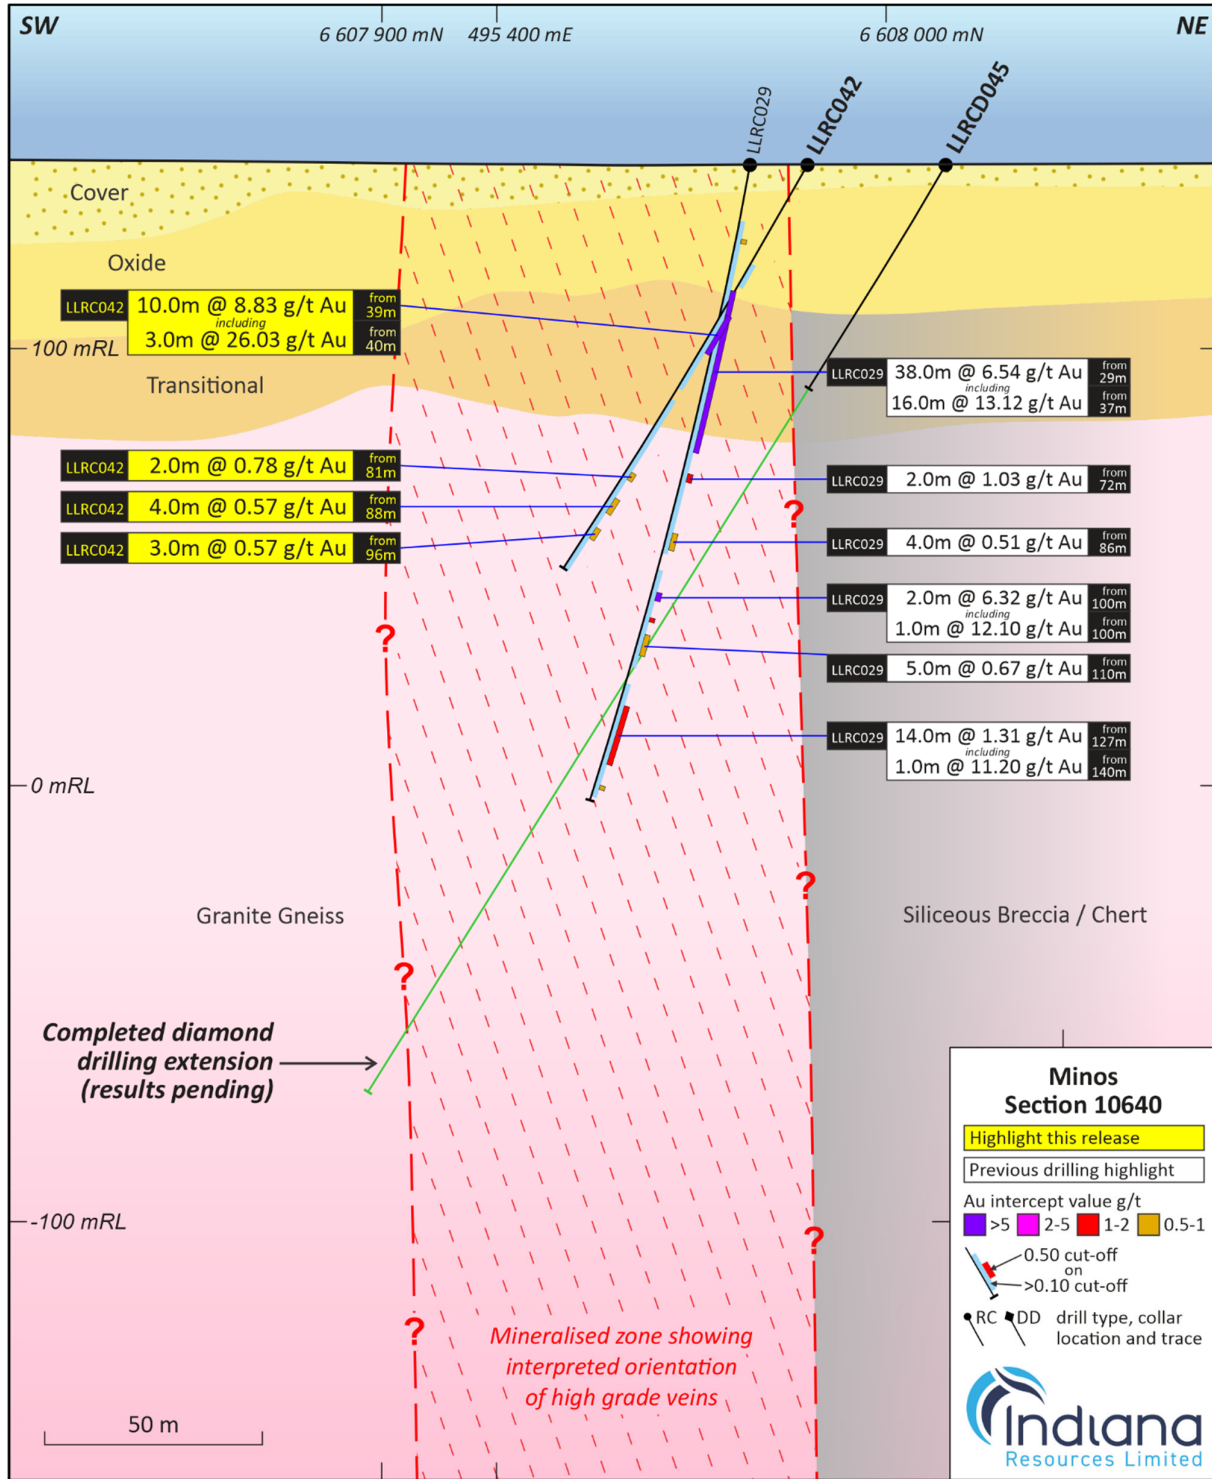 SW
6 607 900 mN
495 400 mE
6 608 000 mN
NE
LLRC029
LLRC042
LLRCD045
Cover
Oxide
LLRC042 10.0m @ 8.83 g/t Au from 39m
including
3.0m @ 26.03 g/t Au from 40m
100 mRL
Transitional
LLRC029 38.0m @ 6.54 g/t Au from 29m
including
16.0m @ 13.12 g/t Au from 37m
LLRC042 2.0m @ 0.78 g/t Au from 81m
LLRC042 4.0m @ 0.57 g/t Au from 88m
LLRC042 3.0m @ 0.57 g/t Au from 96m
LLRC029 2.0m @ 1.03 g/t Au from 72m
?
LLRC029 4.0m @ 0.51 g/t Au from 86m
LLRC029 2.0m @ 6.32 g/t Au from 100m
including
1.0m @ 12.10 g/t Au from 100m
?
LLRC029 5.0m @ 0.67 g/t Au from 110m
LLRC029 14.0m @ 1.31 g/t Au from 127m
including
1.0m @ 11.20 g/t Au from 140m
0 mRL
?
Granite Gneiss
Siliceous Breccia / Chert
?
Completed diamond
drilling extension
(results pending)
-100 mRL
?
?
Mineralised zone showing
interpreted orientation
of high grade veins
50 m
Minos
Section 10640
Highlight this release
Previous drilling highlight
Au intercept value g/t
>5 2-5 1-2 0.5-1
0.50 cut-off
on
>0.10 cut-off
RC DD drill type, collar
location and trace
Indiana
Resources Limited